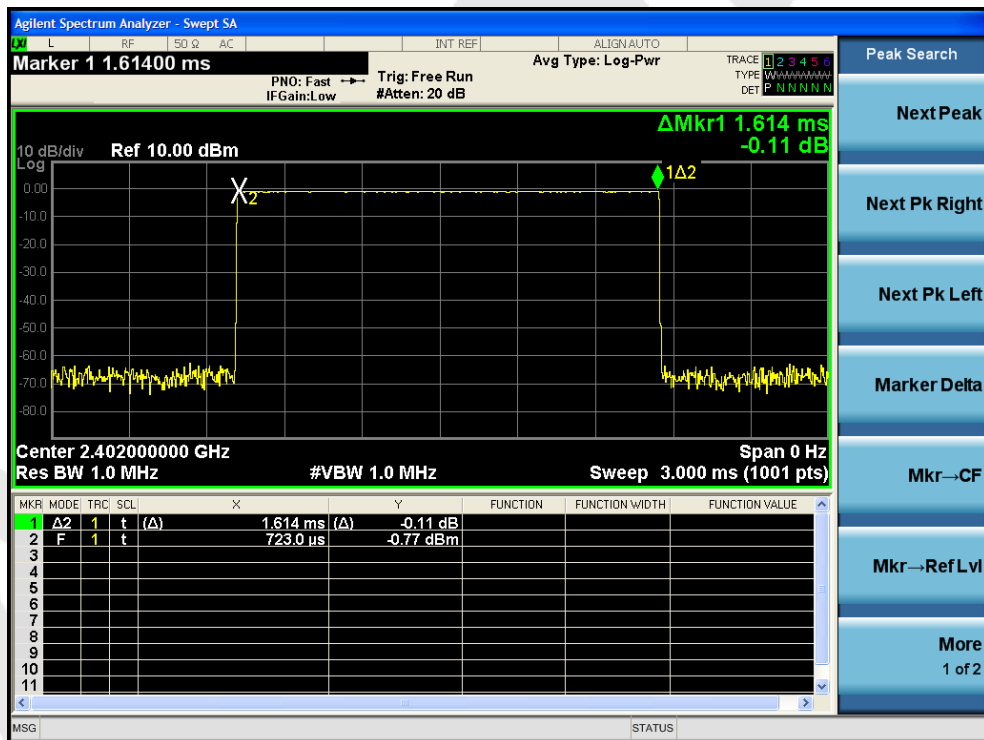 Agilent Spectrum Analyzer - Swept SA
LXI L RF 50 Ω AC INT REF ALIGNAUTO
Marker 1 1.61400 ms
PNO: Fast
IFGain:Low
Trig: Free Run
#Atten: 20 dB
Avg Type: Log-Pwr
TRACE 1 2 3 4 5 6
TYPE W
DET P N N N N N
ΔMkr1 1.614 ms
-0.11 dB
10 dB/div Ref 10.00 dBm
Log
0.00
-10.0
-20.0
-30.0
-40.0
-50.0
-60.0
-70.0
-80.0
2
1Δ2
Center 2.402000000 GHz Span 0 Hz
Res BW 1.0 MHz #VBW 1.0 MHz Sweep 3.000 ms (1001 pts)
MKR MODE TRC SCL X Y FUNCTION FUNCTION WIDTH FUNCTION VALUE
1 Δ2 1 t (Δ) 1.614 ms (Δ) -0.11 dB
2 F 1 t 723.0 µs -0.77 dBm
3
4
5
6
7
8
9
10
11
MSG STATUS
Peak Search
Next Peak
Next Pk Right
Next Pk Left
Marker Delta
Mkr→CF
Mkr→Ref Lvl
More
1 of 2